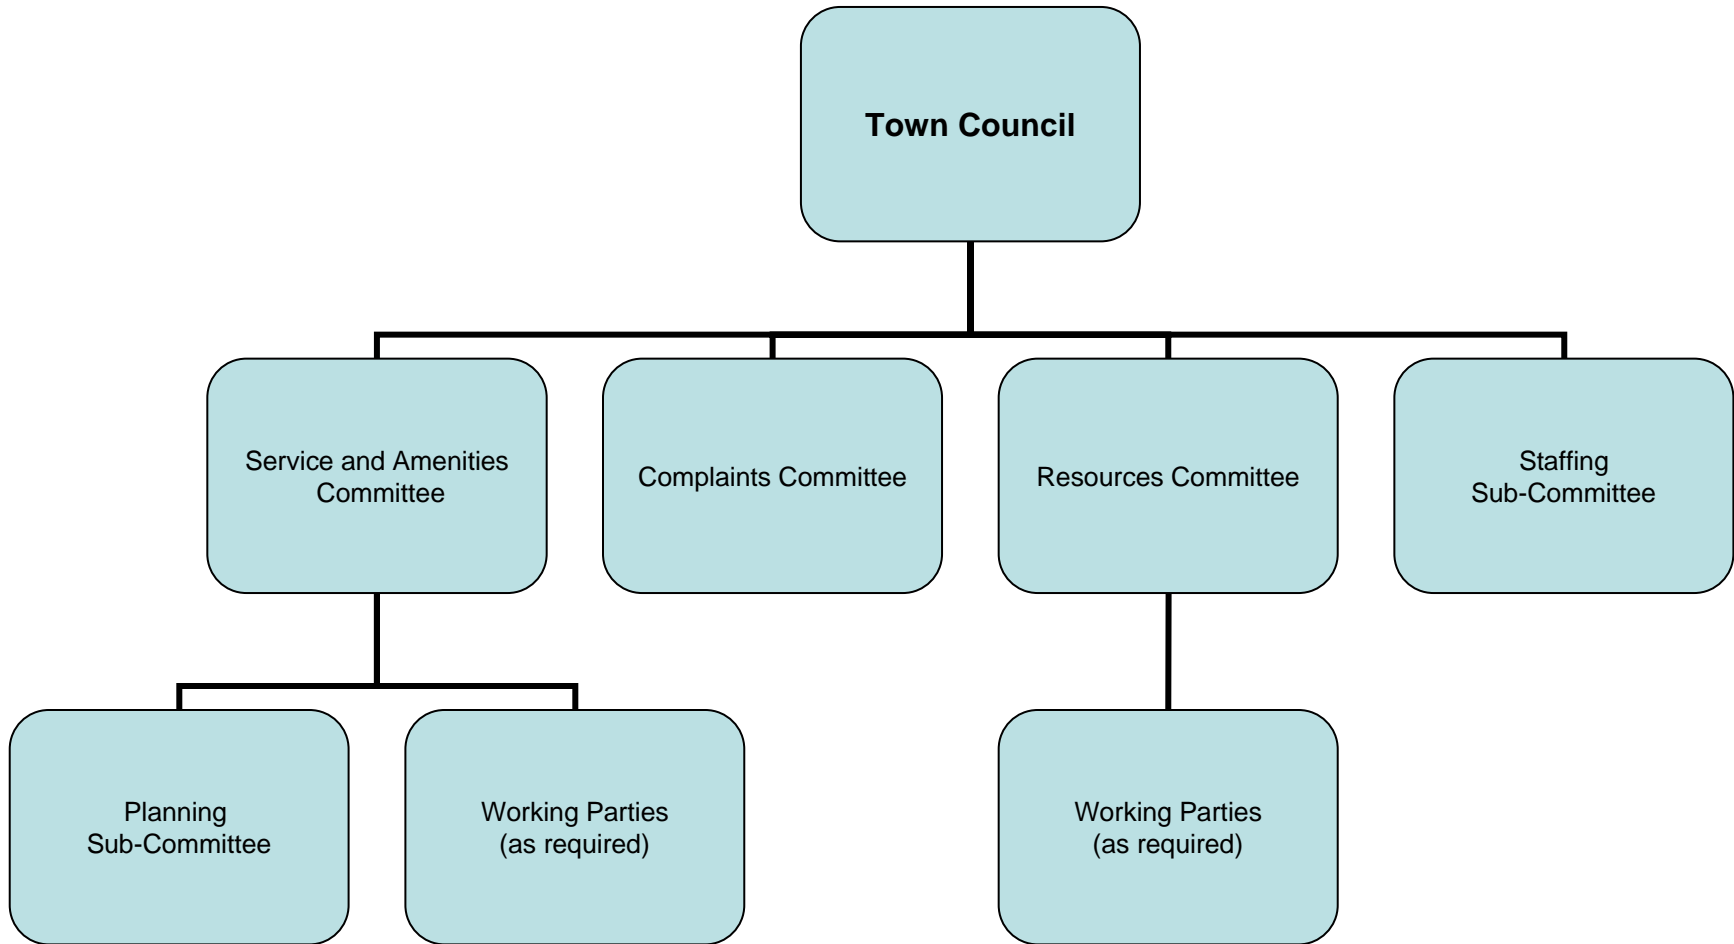 Town Council
Service and Amenities
Committee
Complaints Committee
Resources Committee
Staffing
Sub-Committee
Planning
Sub-Committee
Working Parties
(as required)
Working Parties
(as required)